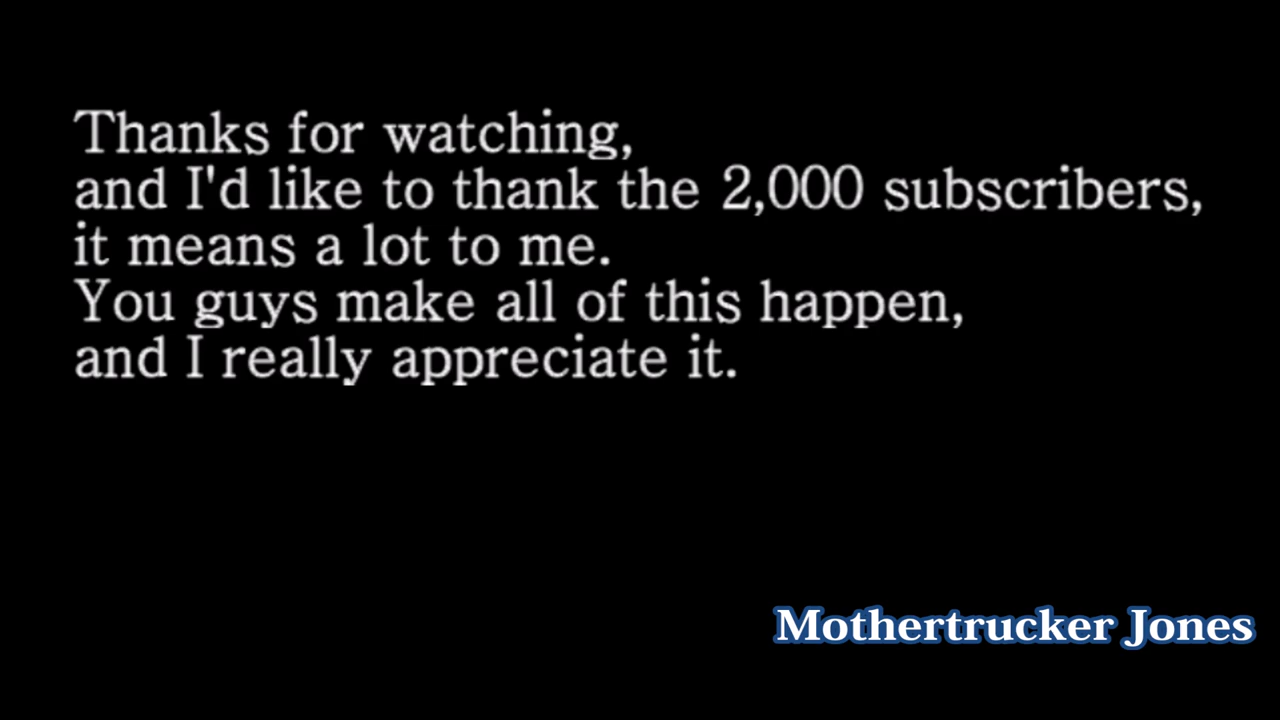 Thanks for watching,
and I'd like to thank the 2,000 subscribers,
it means a lot to me.
You guys make all of this happen,
and I really appreciate it.
Mothertrucker Jones